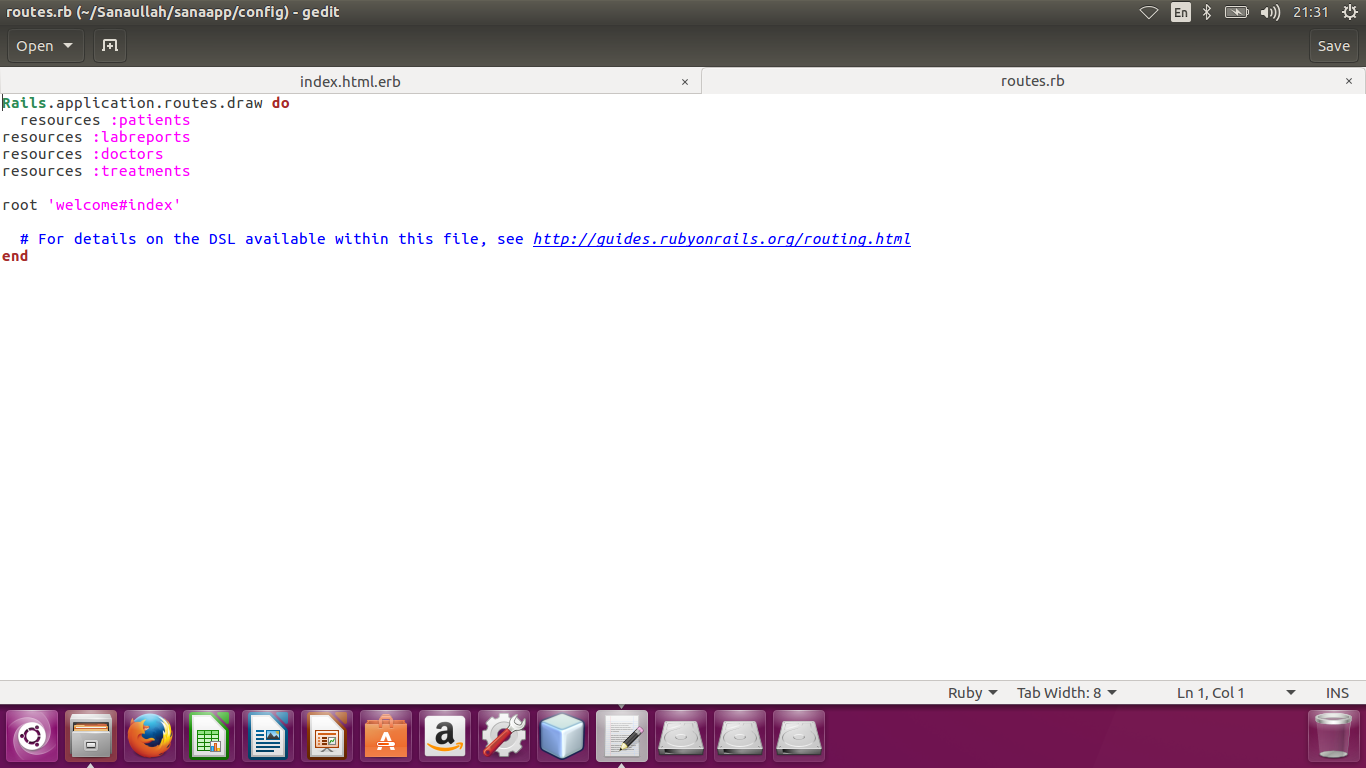 routes.rb (~/Sanaullah/sanaapp/config) - gedit
En
21:31
Open
Save
index.html.erb
×
routes.rb
×
Rails.application.routes.draw do
  resources :patients
resources :labreports
resources :doctors
resources :treatments
root 'welcome#index'
  # For details on the DSL available within this file, see http://guides.rubyonrails.org/routing.html
end
Ruby
Tab Width: 8
Ln 1, Col 1
INS
a